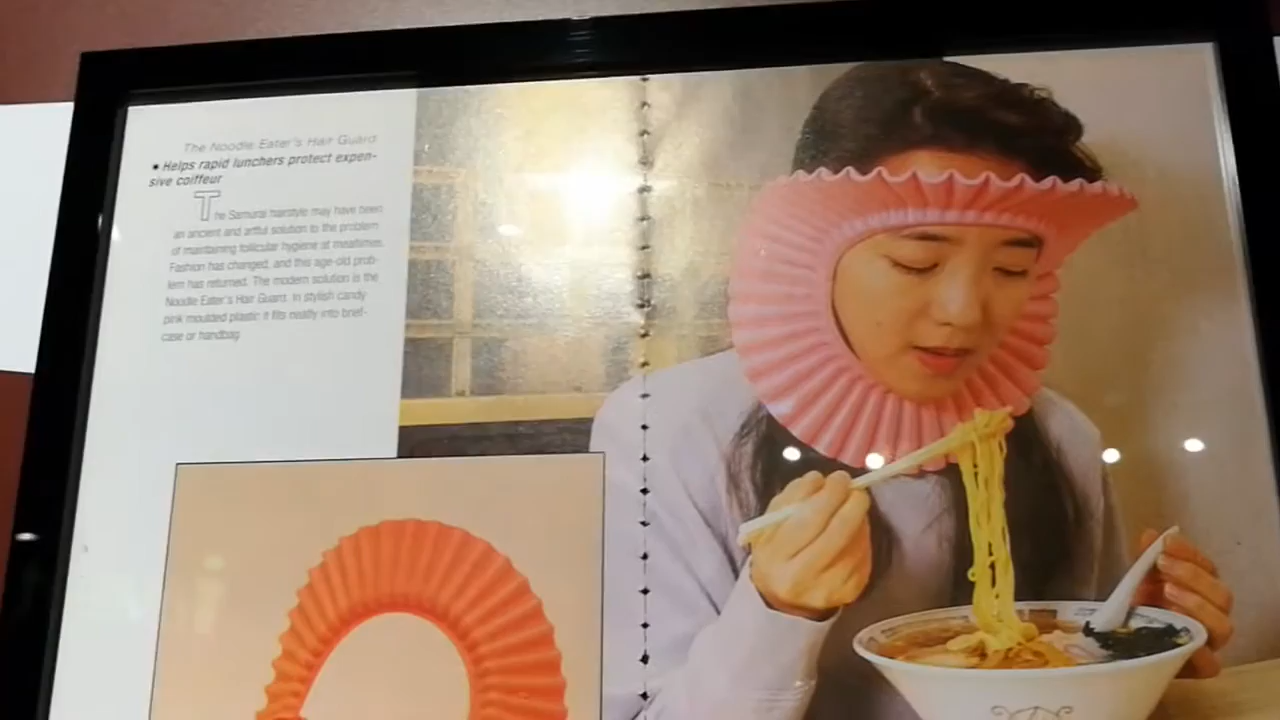 The Noodle Eater's Hair Guard
• Helps rapid lunchers protect expen-
sive coiffeur
The Samurai hairstyle may have been
an ancient and artful solution to the problem
of maintaining follicular hygiene at mealtimes.
Fashion has changed, and this age-old prob-
lem has returned. The modern solution is the
Noodle Eater's Hair Guard. In stylish candy
pink moulded plastic it fits neatly into brief-
case or handbag.